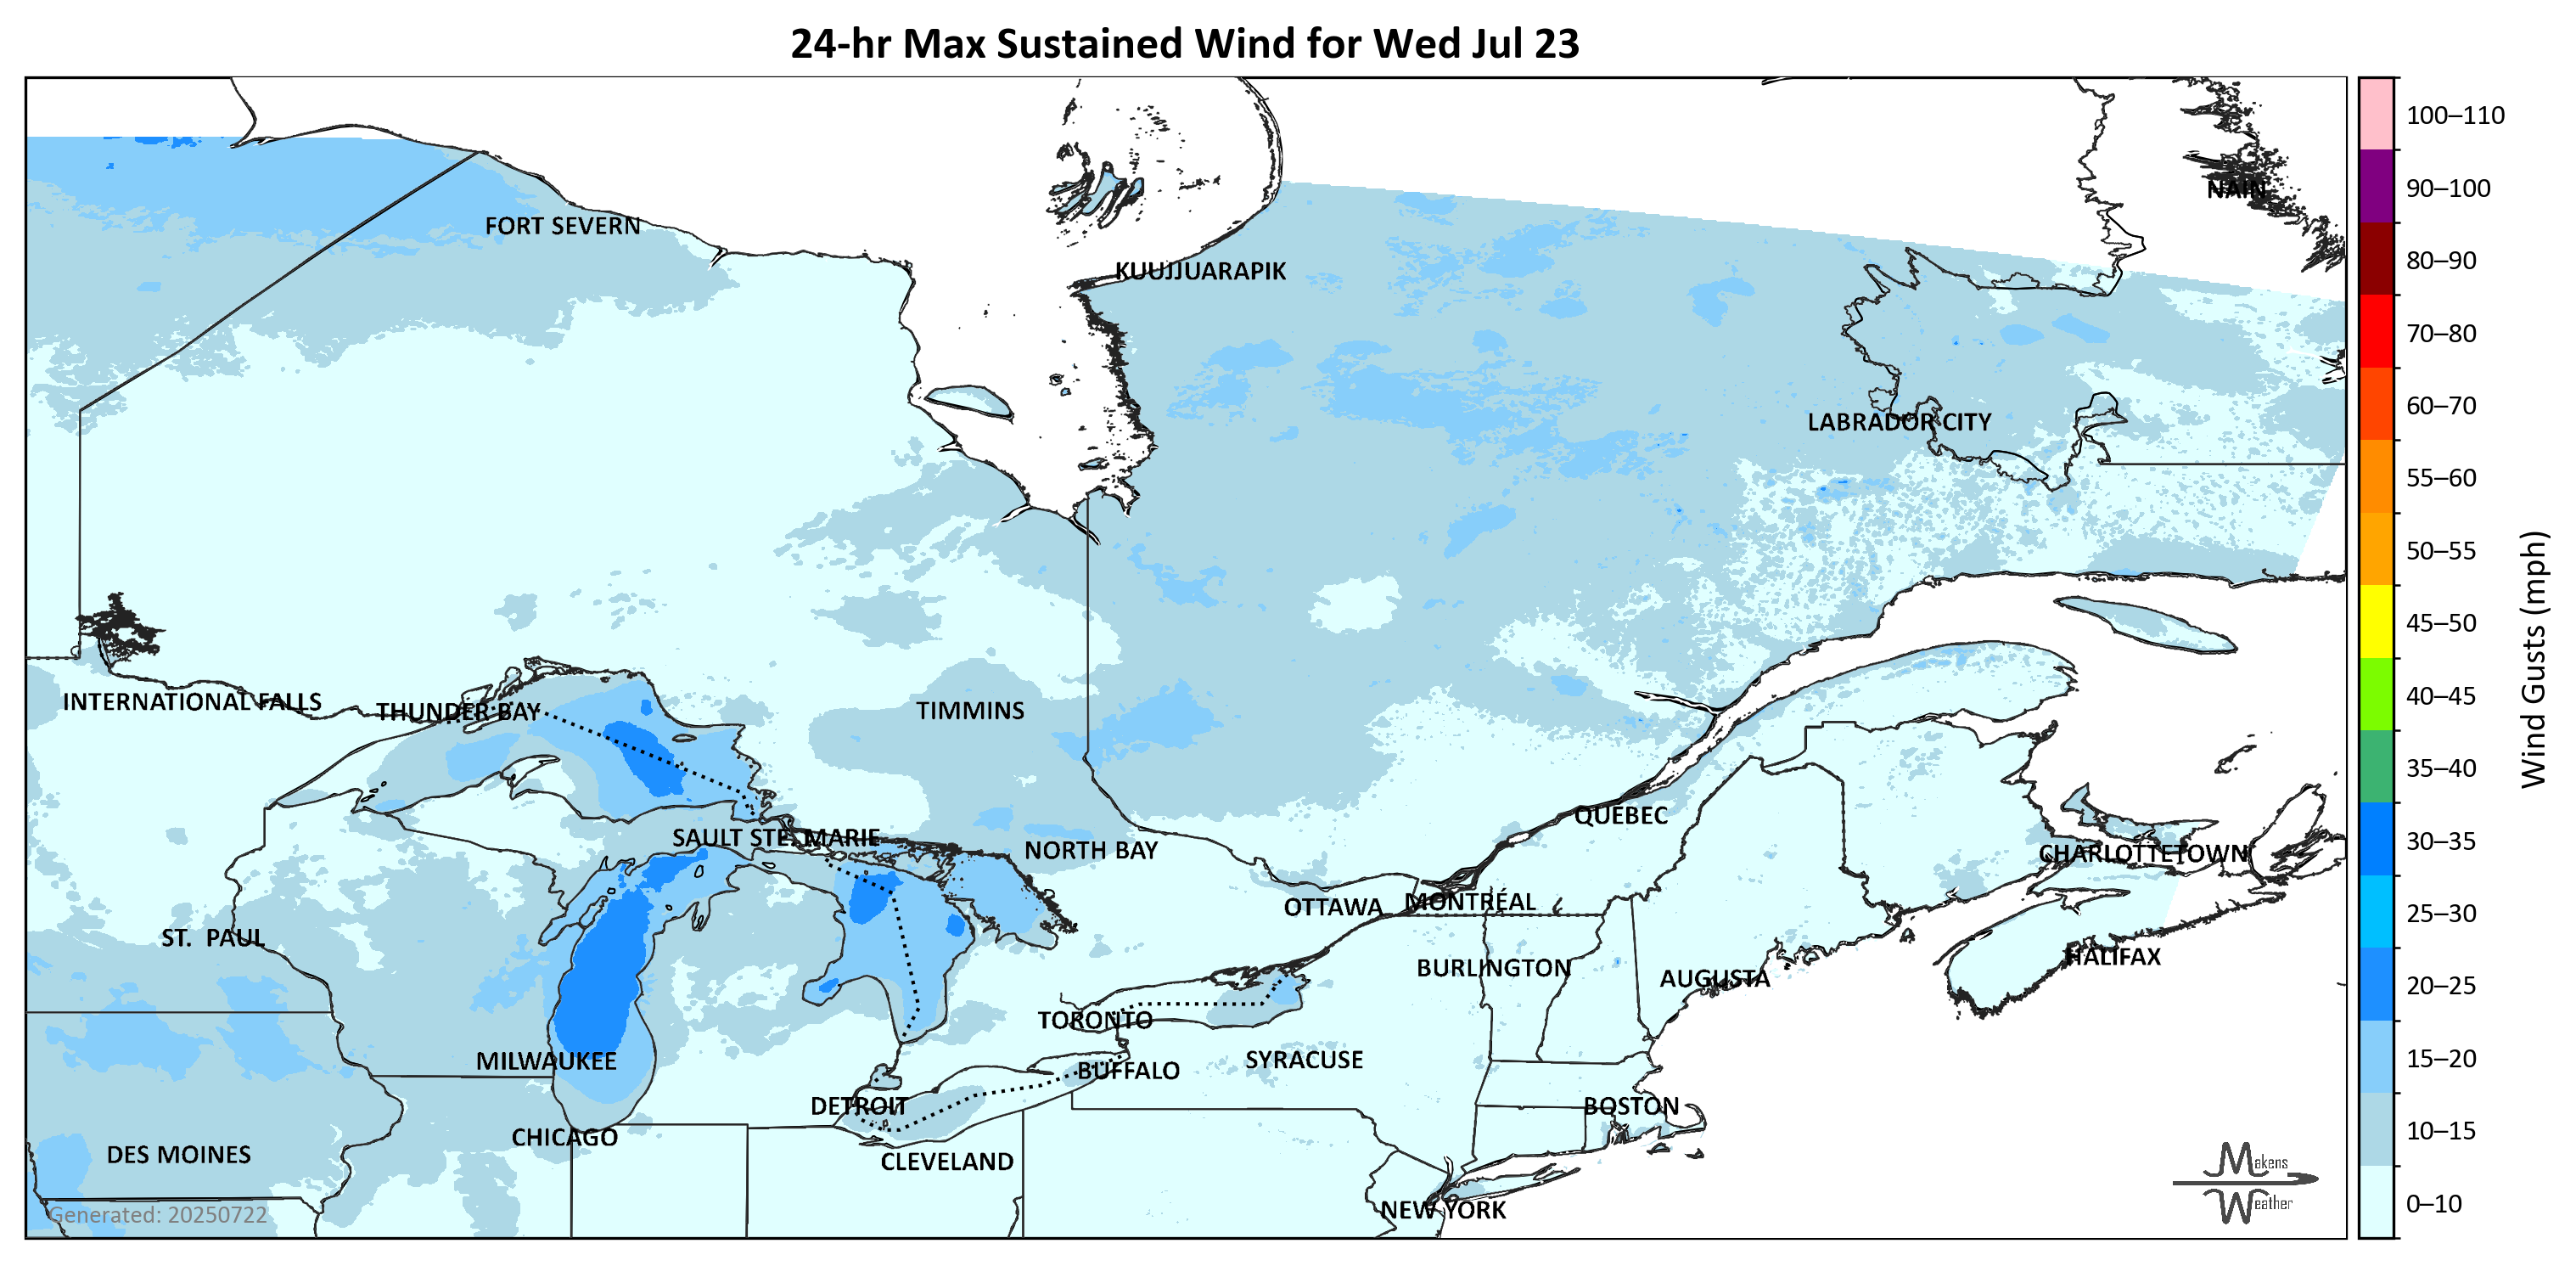 24-hr Max Sustained Wind for Wed Jul 23
100–110
90–100
NAIN
FORT SEVERN
80–90
KUUJJUARAPIK
70–80
60–70
LABRADOR CITY
55–60
50–55
45–50
40–45
INTERNATIONAL FALLS
THUNDER BAY
TIMMINS
Wind Gusts (mph)
35–40
QUEBEC
30–35
SAULT STE. MARIE
NORTH BAY
CHARLOTTETOWN
OTTAWA
MONTRÉAL
25–30
ST. PAUL
HALIFAX
BURLINGTON
AUGUSTA
20–25
TORONTO
MILWAUKEE
SYRACUSE
15–20
BUFFALO
DETROIT
BOSTON
CHICAGO
10–15
DES MOINES
CLEVELAND
Makens
Weather
0–10
NEW YORK
Generated: 20250722